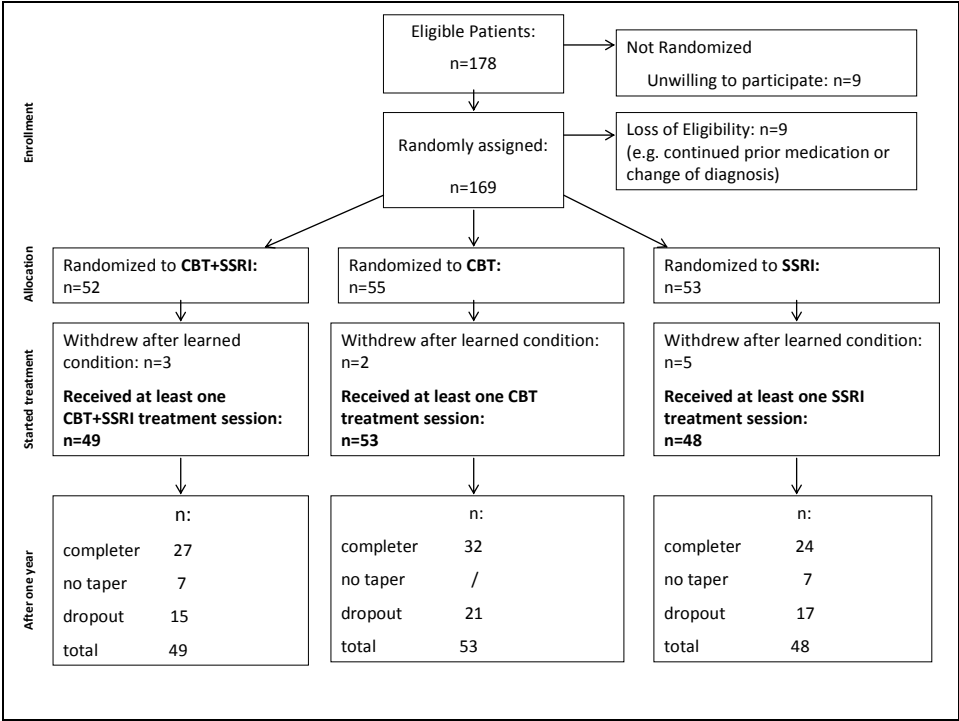 Eligible Patients:
n=178
Not Randomized
Unwilling to participate: n=9
Enrollment
Randomly assigned:
n=169
Loss of Eligibility: n=9
(e.g. continued prior medication or
change of diagnosis)
Allocation
Randomized to CBT+SSRI:
n=52
Randomized to CBT:
n=55
Randomized to SSRI:
n=53
Started treatment
Withdrew after learned
condition: n=3
Received at least one
CBT+SSRI treatment session:
n=49
Withdrew after learned condition:
n=2
Received at least one CBT
treatment session:
n=53
Withdrew after learned condition:
n=5
Received at least one SSRI
treatment session:
n=48
After one year
n:
completer 27
no taper 7
dropout 15
total 49
n:
completer 32
no taper /
dropout 21
total 53
n:
completer 24
no taper 7
dropout 17
total 48